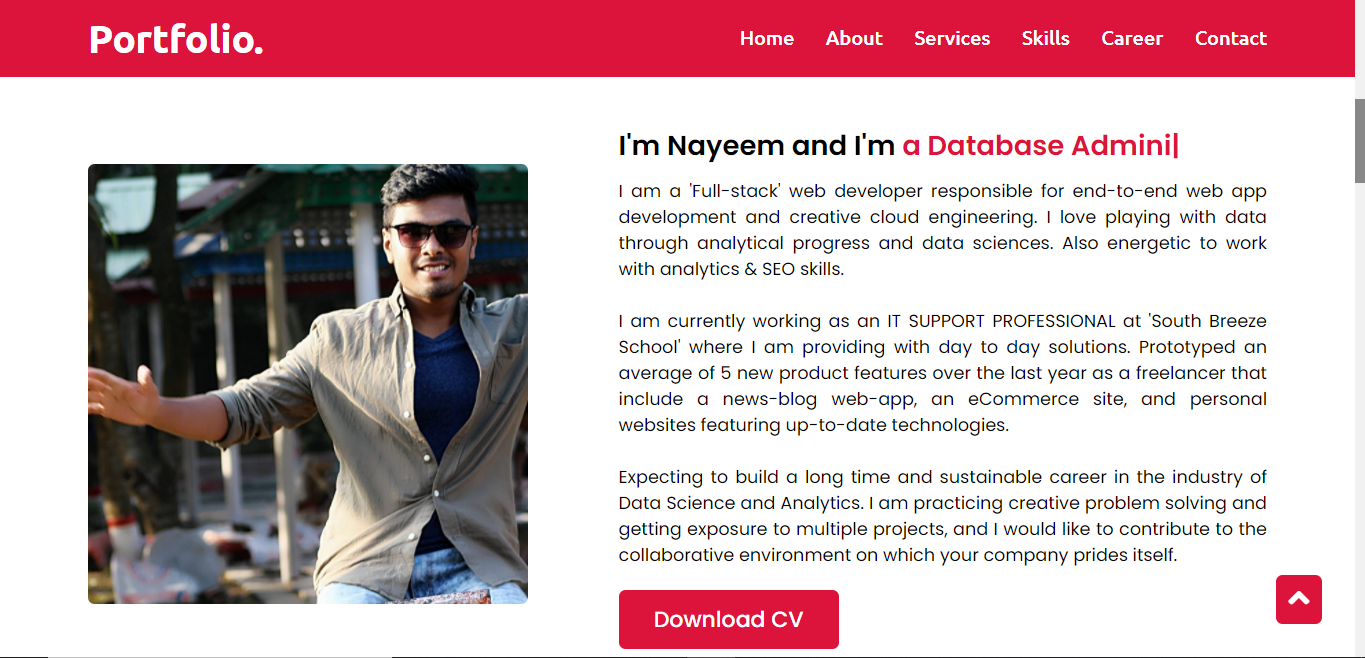 Portfolio.
Home About Services Skills Career Contact
I'm Nayeem and I'm a Database Admini
I am a 'Full-stack' web developer responsible for end-to-end web app
development and creative cloud engineering. I love playing with data
through analytical progress and data sciences. Also energetic to work
with analytics & SEO skills.
I am currently working as an IT SUPPORT PROFESSIONAL at 'South Breeze
School' where I am providing with day to day solutions. Prototyped an
average of 5 new product features over the last year as a freelancer that
include a news-blog web-app, an eCommerce site, and personal
websites featuring up-to-date technologies.
Expecting to build a long time and sustainable career in the industry of
Data Science and Analytics. I am practicing creative problem solving and
getting exposure to multiple projects, and I would like to contribute to the
collaborative environment on which your company prides itself.
Download CV